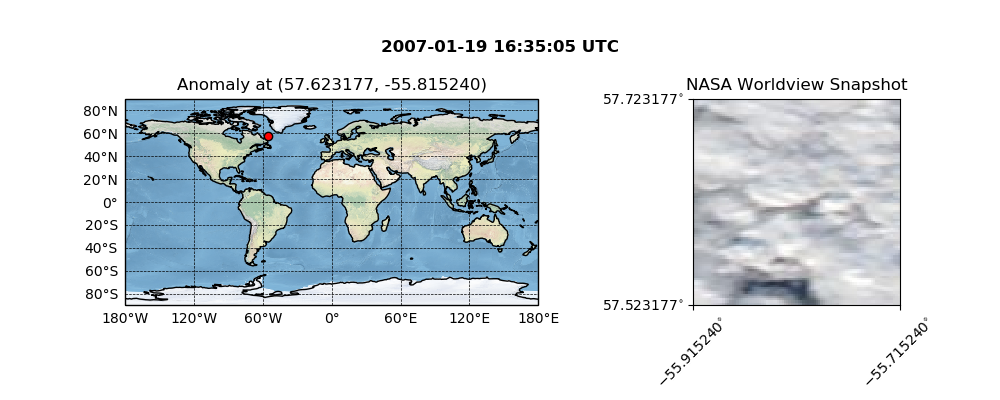 2007-01-19 16:35:05 UTC
Anomaly at (57.623177, -55.815240)
NASA Worldview Snapshot
80°N
60°N
40°N
20°N
0°
20°S
40°S
60°S
80°S
180°W 120°W 60°W 0° 60°E 120°E 180°E
57.723177°
57.523177°
−55.915240°
−55.715240°